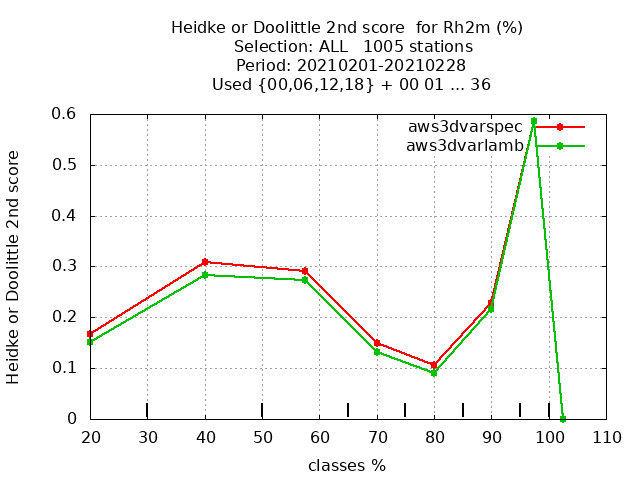 Heidke or Doolittle 2nd score  for Rh2m (%)
Selection: ALL   1005 stations
Period: 20210201-20210228
Used {00,06,12,18} + 00 01 ... 36
aws3dvarspec
aws3dvarlamb
Heidke or Doolittle 2nd score
0.6
0.5
0.4
0.3
0.2
0.1
0
20 30 40 50 60 70 80 90 100 110
classes %